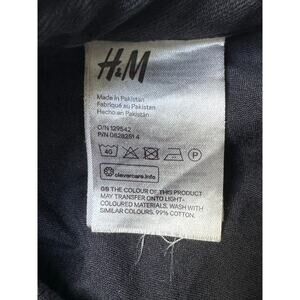 H&M
Made in Pakistan
Fabriqué au Pakistan
Hecho en Pakistán
O/N 129542
P/N 0828251 4
40 P
clevercare.info
GB THE COLOUR OF THIS PRODUCT
MAY TRANSFER ONTO LIGHT-
COLOURED MATERIALS. WASH WITH
SIMILAR COLOURS. 99% COTTON.